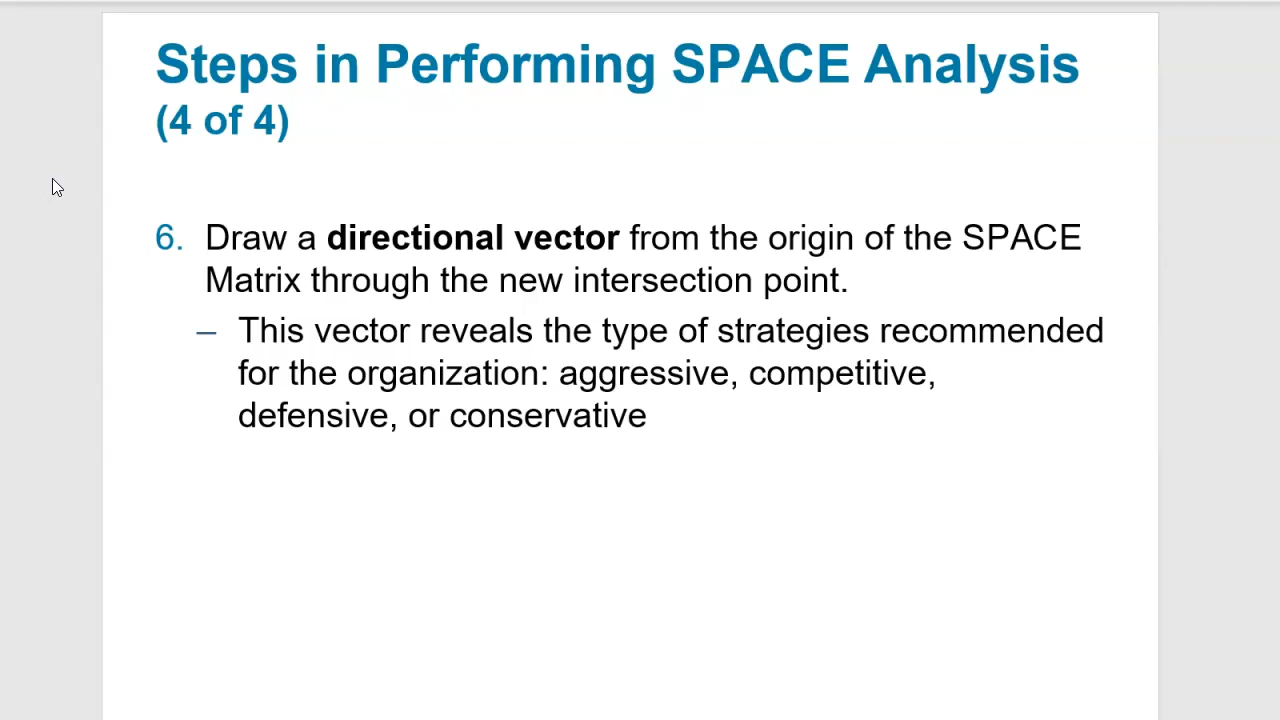 Steps in Performing SPACE Analysis
(4 of 4)
6. Draw a directional vector from the origin of the SPACE
Matrix through the new intersection point.
– This vector reveals the type of strategies recommended
for the organization: aggressive, competitive,
defensive, or conservative